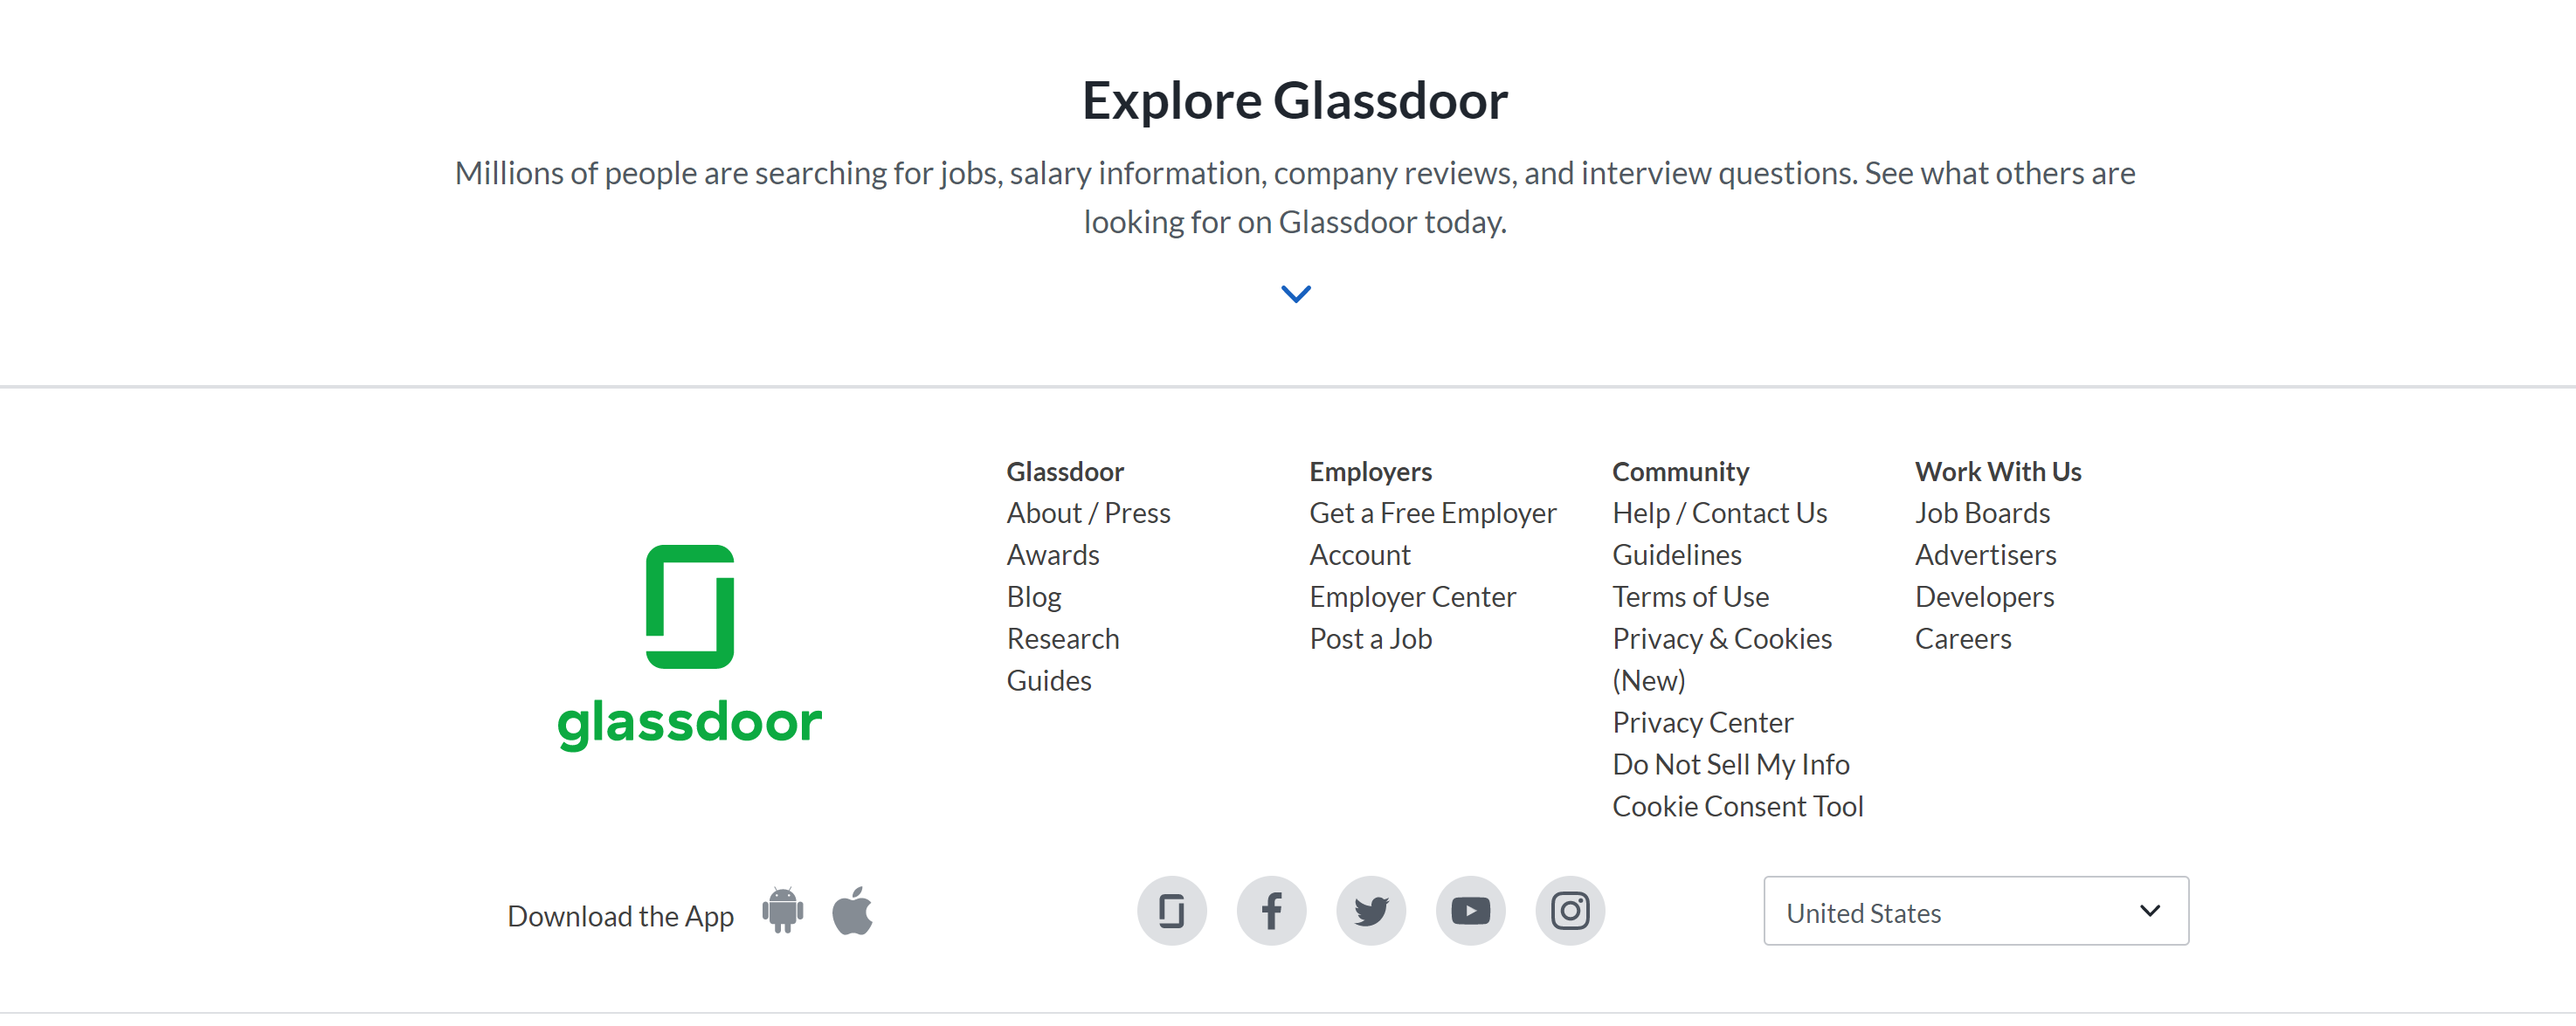 Explore Glassdoor
Millions of people are searching for jobs, salary information, company reviews, and interview questions. See what others are
looking for on Glassdoor today.
glassdoor
Glassdoor
About / Press
Awards
Blog
Research
Guides
Employers
Get a Free Employer
Account
Employer Center
Post a Job
Community
Help / Contact Us
Guidelines
Terms of Use
Privacy & Cookies
(New)
Privacy Center
Do Not Sell My Info
Cookie Consent Tool
Work With Us
Job Boards
Advertisers
Developers
Careers
Download the App
United States